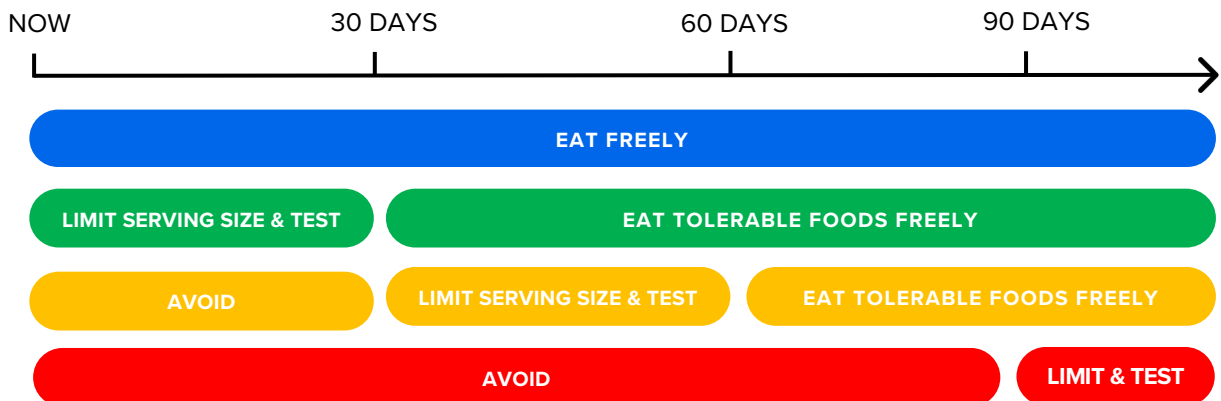 NOW 30 DAYS 60 DAYS 90 DAYS
EAT FREELY
LIMIT SERVING SIZE & TEST EAT TOLERABLE FOODS FREELY
AVOID LIMIT SERVING SIZE & TEST EAT TOLERABLE FOODS FREELY
AVOID LIMIT & TEST